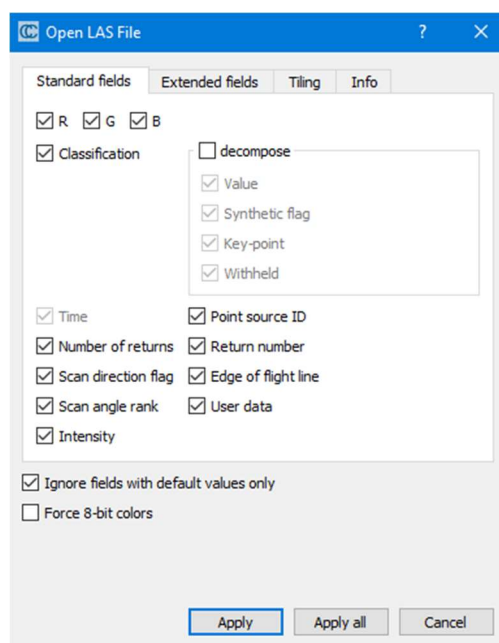 Open LAS File
Standard fields Extended fields Tiling Info
R G B
Classification decompose
Value
Synthetic flag
Key-point
Withheld
Time Point source ID
Number of returns Return number
Scan direction flag Edge of flight line
Scan angle rank User data
Intensity
Ignore fields with default values only
Force 8-bit colors
Apply Apply all Cancel